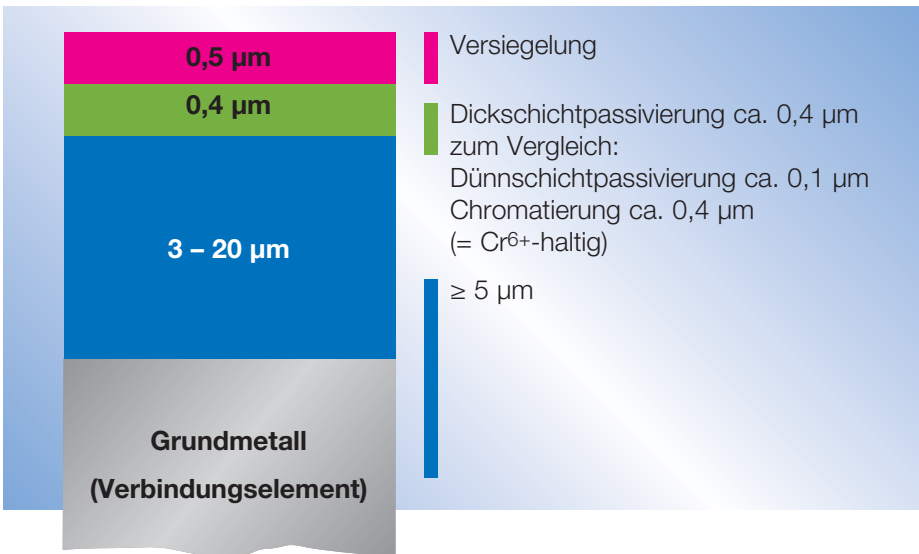 0,5 µm
0,4 µm
3 – 20 µm
Grundmetall
(Verbindungselement)
Versiegelung
Dickschichtpassivierung ca. 0,4 µm
zum Vergleich:
Dünnschichtpassivierung ca. 0,1 µm
Chromatierung ca. 0,4 µm
(= Cr⁶⁺-haltig)
≥ 5 µm